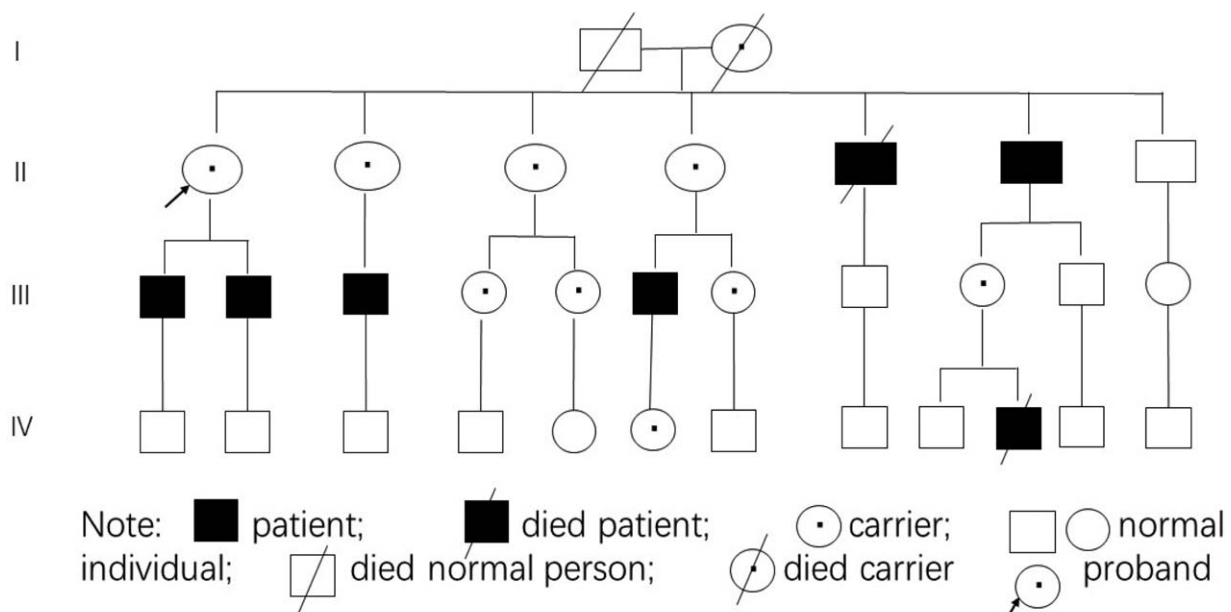 I
II
III
IV
Note: patient; died patient; carrier; normal
individual; died normal person; died carrier proband